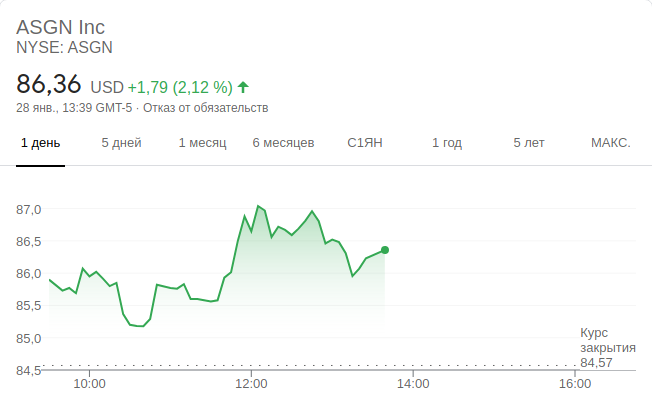 ASGN Inc
NYSE: ASGN
86,36 USD +1,79 (2,12 %)
28 янв., 13:39 GMT-5 · Отказ от обязательств
1 день 5 дней 1 месяц 6 месяцев С1ЯН 1 год 5 лет МАКС.
87,0
86,5
86,0
85,5
85,0
84,5
Курс
закрытия
84,57
10:00 12:00 14:00 16:00